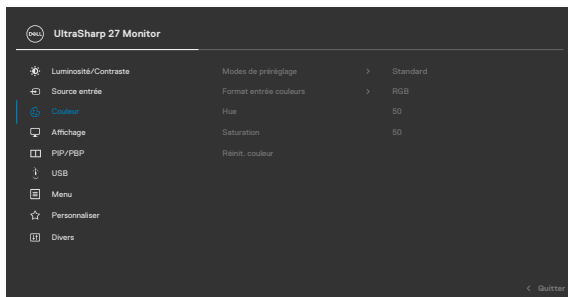 DELL UltraSharp 27 Monitor
Luminosité/Contraste Modes de préréglage > Standard
Source entrée Format entrée couleurs > RGB
Couleur Hue 50
Affichage Saturation 50
PIP/PBP Réinit. couleur
USB
Menu
Personnaliser
Divers
< Quitter